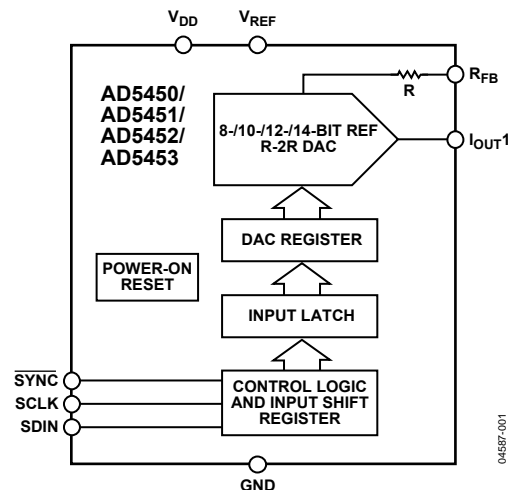 VDD
VREF
AD5450/
AD5451/
AD5452/
AD5453
8-/10-/12-/14-BIT REF
R-2R DAC
R
RFB
IOUT1
DAC REGISTER
POWER-ON
RESET
INPUT LATCH
CONTROL LOGIC
AND INPUT SHIFT
REGISTER
SYNC
SCLK
SDIN
GND
04587-001